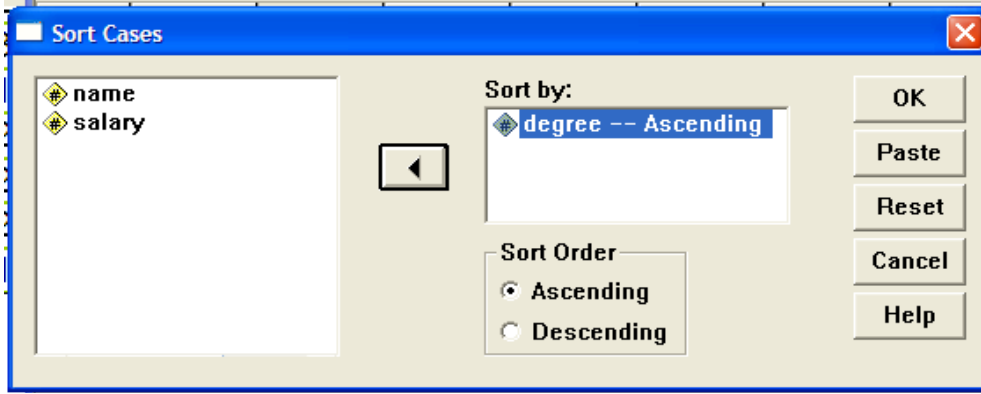 Sort Cases
name
salary
Sort by:
degree -- Ascending
Sort Order
Ascending
Descending
OK
Paste
Reset
Cancel
Help